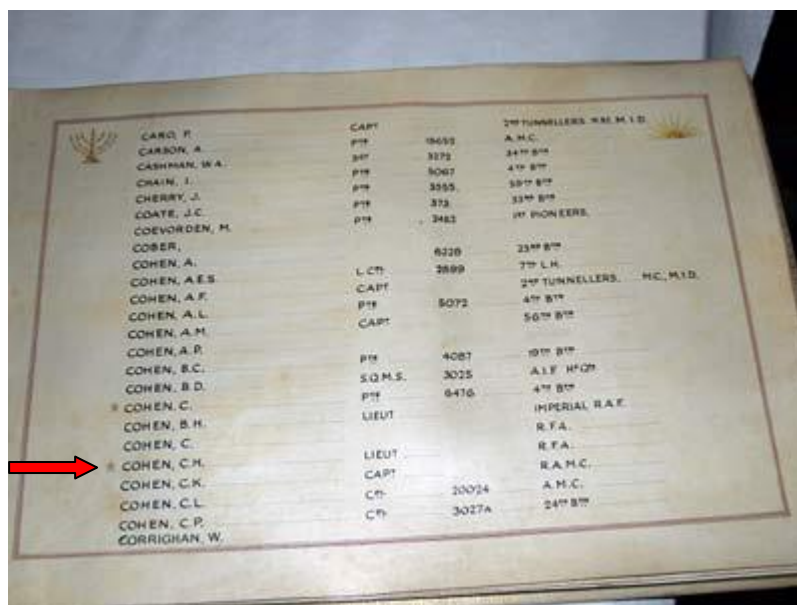 CARO, P. CAPT 2ND TUNNELLERS. M.I.D.
CARSON, A. PTE 19653 A.M.C.
CASHMAN, W.A. SGT 3272 34TH BTN
CHAIN, I. PTE 5067 4TH BTN
CHERRY, J. PTE 3555 BTN
COATE, J.C. PTE 373 33RD BTN
COEVORDEN, M. PTE 2483 1ST PIONEERS.
COBER,
COHEN, A. 6228 23RD BTN
COHEN, A.E.S. L.CPL 2899 7TH L.H.
COHEN, A.F. CAPT 2ND TUNNELLERS. M.C., M.I.D.
COHEN, A.L. PTE 5072 4TH BTN
COHEN, A.M. CAPT 56TH BTN
COHEN, A.P.
COHEN, B.C. PTE 4087 19TH BTN
COHEN, B.D. S.Q.M.S. 3025 A.I.F.
COHEN, C. PTE 6476 4TH BTN
COHEN, B.H. LIEUT IMPERIAL R.A.F.
COHEN, C. R.F.A.
COHEN, C.H. LIEUT R.F.A.
COHEN, C.K. CAPT R.A.M.C.
COHEN, C.L. CPL 20024 A.M.C.
COHEN, C.P. CPL 3027A 24TH BTN
CORRIGHAN, W.